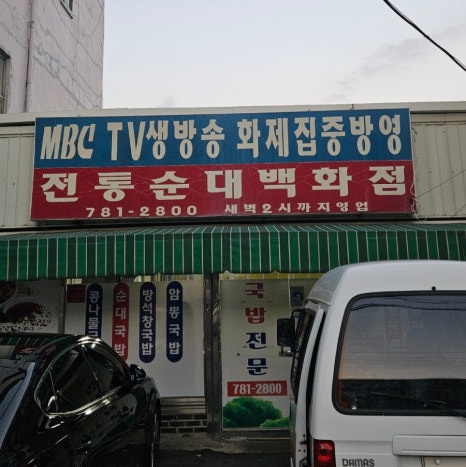 MBC TV생방송 화제집중방영
전통순대백화점
781-2800 새벽2시까지영업
콩나물국
순대국밥
방석창국밥
암뽕국밥
국밥전문
781-2800
DAMAS